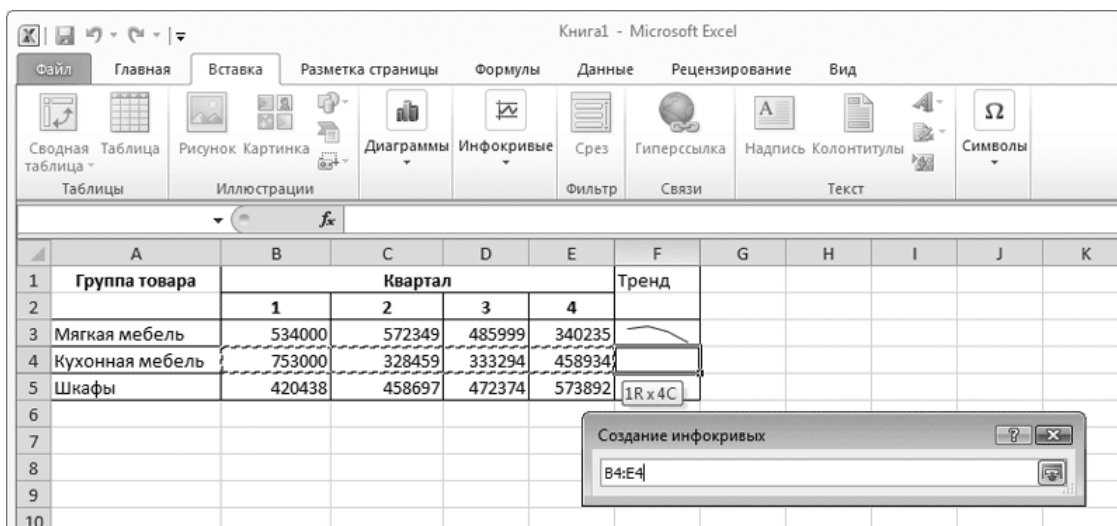 Книга1 - Microsoft Excel
Файл Главная Вставка Разметка страницы Формулы Данные Рецензирование Вид
Сводная таблица Таблица Рисунок Картинка Диаграммы Инфокривые Срез Гиперссылка Надпись Колонтитулы Символы
Таблицы Иллюстрации Фильтр Связи Текст
fx
A B C D E F G H I J K
1 Группа товара Квартал Тренд
2 1 2 3 4
3 Мягкая мебель 534000 572349 485999 340235
4 Кухонная мебель 753000 328459 333294 458934
5 Шкафы 420438 458697 472374 573892 1R x 4C
6
7 Создание инфокривых
8 B4:E4
9
10